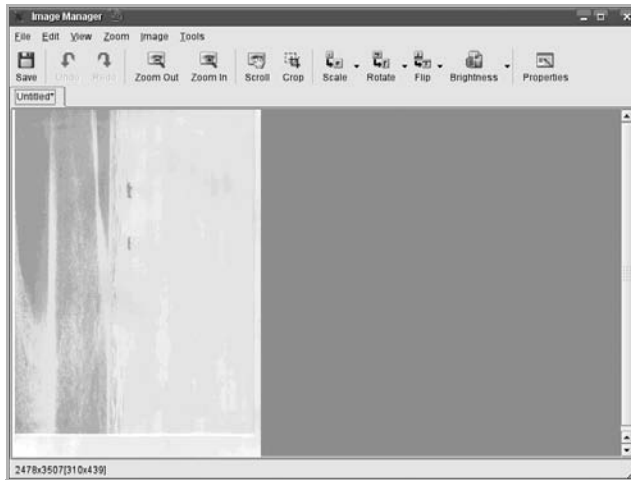 Image Manager
File Edit View Zoom Image Tools
Save Undo Redo Zoom Out Zoom In Scroll Crop Scale Rotate Flip Brightness Properties
Untitled*
2478x3507[310x439]